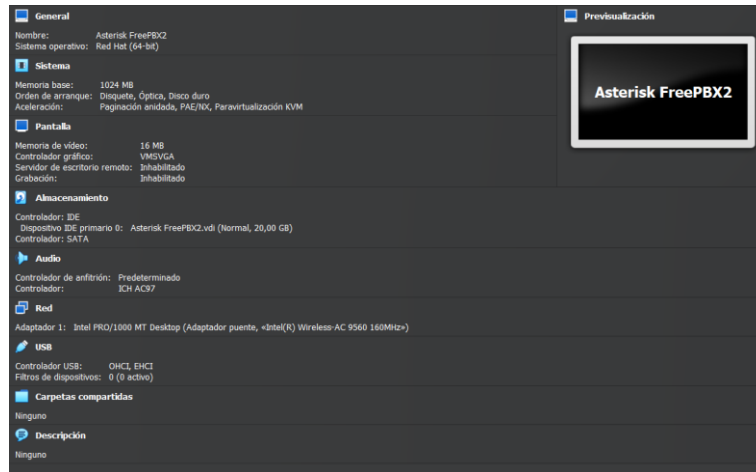 General
Nombre: Asterisk FreePBX2
Sistema operativo: Red Hat (64-bit)
Sistema
Memoria base: 1024 MB
Orden de arranque: Disquete, Óptica, Disco duro
Aceleración: Paginación anidada, PAE/NX, Paravirtualización KVM
Pantalla
Memoria de vídeo: 16 MB
Controlador gráfico: VMSVGA
Servidor de escritorio remoto: Inhabilitado
Grabación: Inhabilitado
Almacenamiento
Controlador: IDE
Dispositivo IDE primario 0: Asterisk FreePBX2.vdi (Normal, 20,00 GB)
Controlador: SATA
Audio
Controlador de anfitrión: Predeterminado
Controlador: ICH AC97
Red
Adaptador 1: Intel PRO/1000 MT Desktop (Adaptador puente, «Intel(R) Wireless-AC 9560 160MHz»)
USB
Controlador USB: OHCI, EHCI
Filtros de dispositivos: 0 (0 activo)
Carpetas compartidas
Ninguno
Descripción
Ninguno
Previsualización
Asterisk FreePBX2